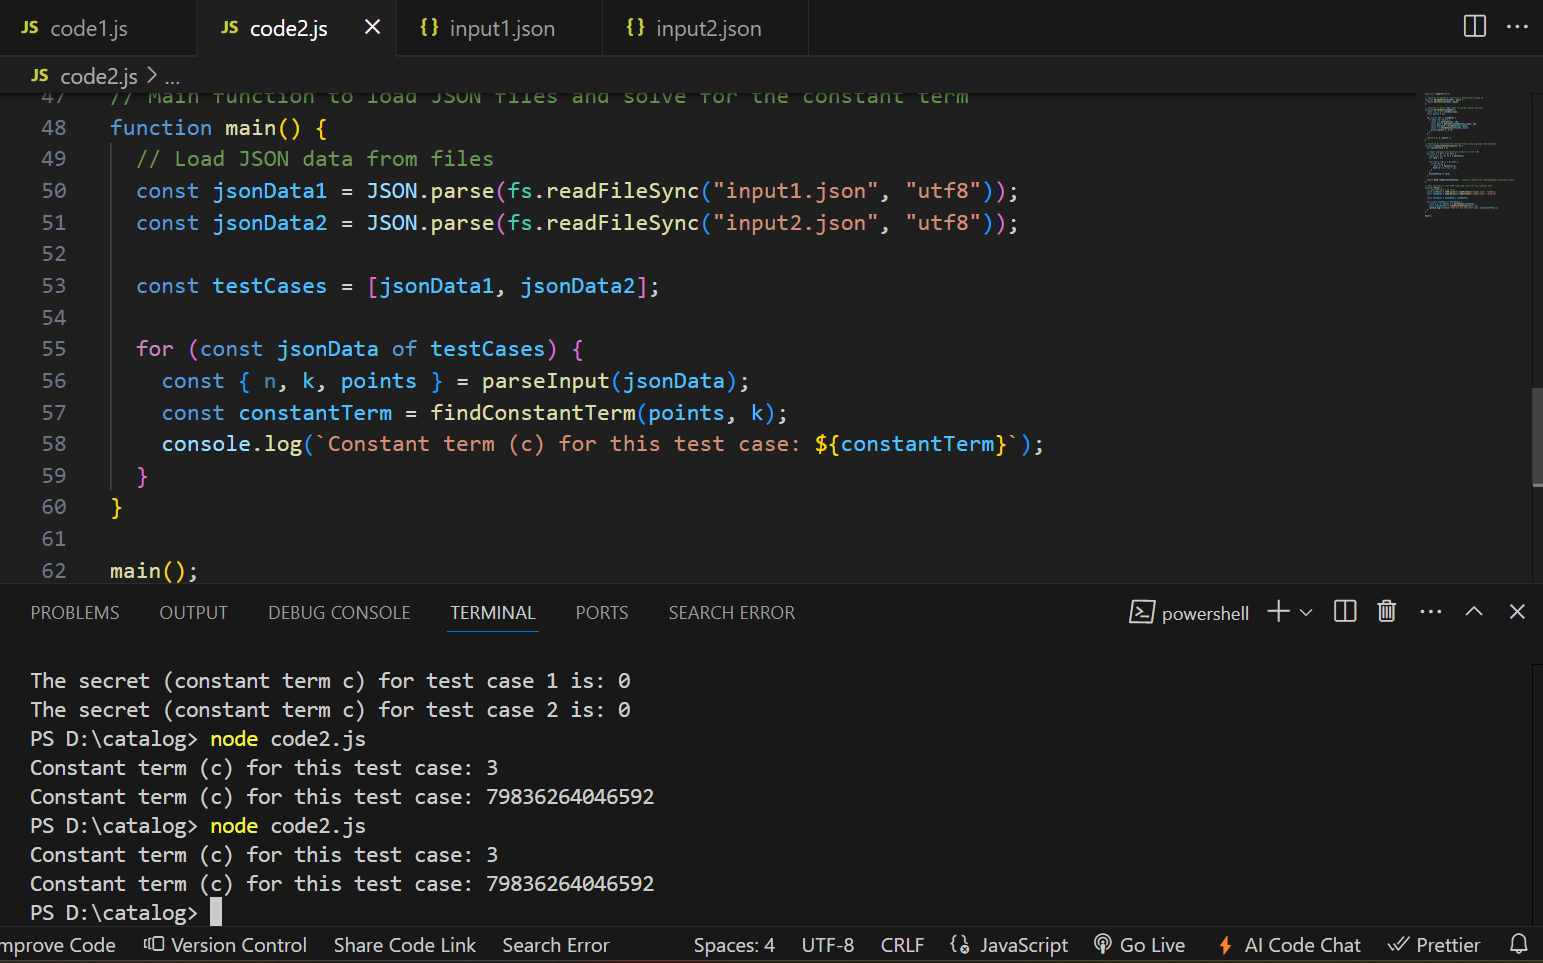 JS code1.js JS code2.js {} input1.json {} input2.json
JS code2.js > ...
47 // Main function to load JSON files and solve for the constant term
48 function main() {
49 // Load JSON data from files
50 const jsonData1 = JSON.parse(fs.readFileSync("input1.json", "utf8"));
51 const jsonData2 = JSON.parse(fs.readFileSync("input2.json", "utf8"));
52
53 const testCases = [jsonData1, jsonData2];
54
55 for (const jsonData of testCases) {
56 const { n, k, points } = parseInput(jsonData);
57 const constantTerm = findConstantTerm(points, k);
58 console.log(`Constant term (c) for this test case: ${constantTerm}`);
59 }
60 }
61
62 main();
PROBLEMS OUTPUT DEBUG CONSOLE TERMINAL PORTS SEARCH ERROR powershell
The secret (constant term c) for test case 1 is: 0
The secret (constant term c) for test case 2 is: 0
PS D:\catalog> node code2.js
Constant term (c) for this test case: 3
Constant term (c) for this test case: 79836264046592
PS D:\catalog> node code2.js
Constant term (c) for this test case: 3
Constant term (c) for this test case: 79836264046592
PS D:\catalog>
mprove Code Version Control Share Code Link Search Error Spaces: 4 UTF-8 CRLF JavaScript Go Live AI Code Chat Prettier